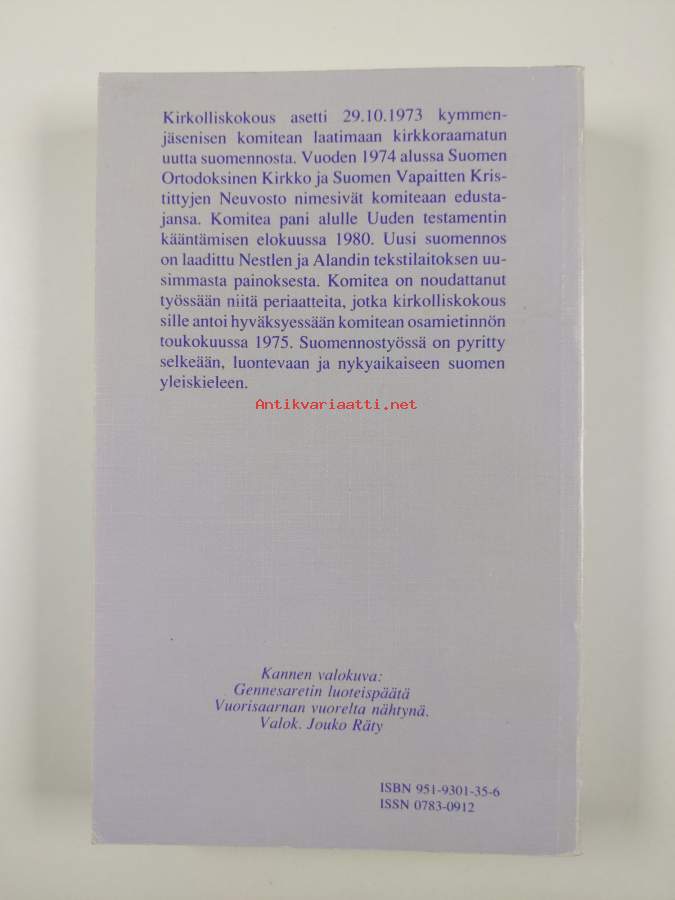 Kirkolliskokous asetti 29.10.1973 kymmen-
jäsenisen komitean laatimaan kirkkoraamatun
uutta suomennosta. Vuoden 1974 alussa Suomen
Ortodoksinen Kirkko ja Suomen Vapaitten Kris-
tittyjen Neuvosto nimesivät komiteaan edusta-
jansa. Komitea pani alulle Uuden testamentin
kääntämisen elokuussa 1980. Uusi suomennos
on laadittu Nestlen ja Alandin tekstilaitoksen uu-
simmasta painoksesta. Komitea on noudattanut
työssään niitä periaatteita, jotka kirkolliskokous
sille antoi hyväksyessään komitean osamietinnön
toukokuussa 1975. Suomennostyössä on pyritty
selkeään, luontevaan ja nykyaikaiseen suomen
yleiskieleen.
Antikvariaatti.net
Kannen valokuva:
Gennesaretin luoteispäätä
Vuorisaarnan vuorelta nähtynä.
Valok. Jouko Räty
ISBN 951-9301-35-6
ISSN 0783-0912